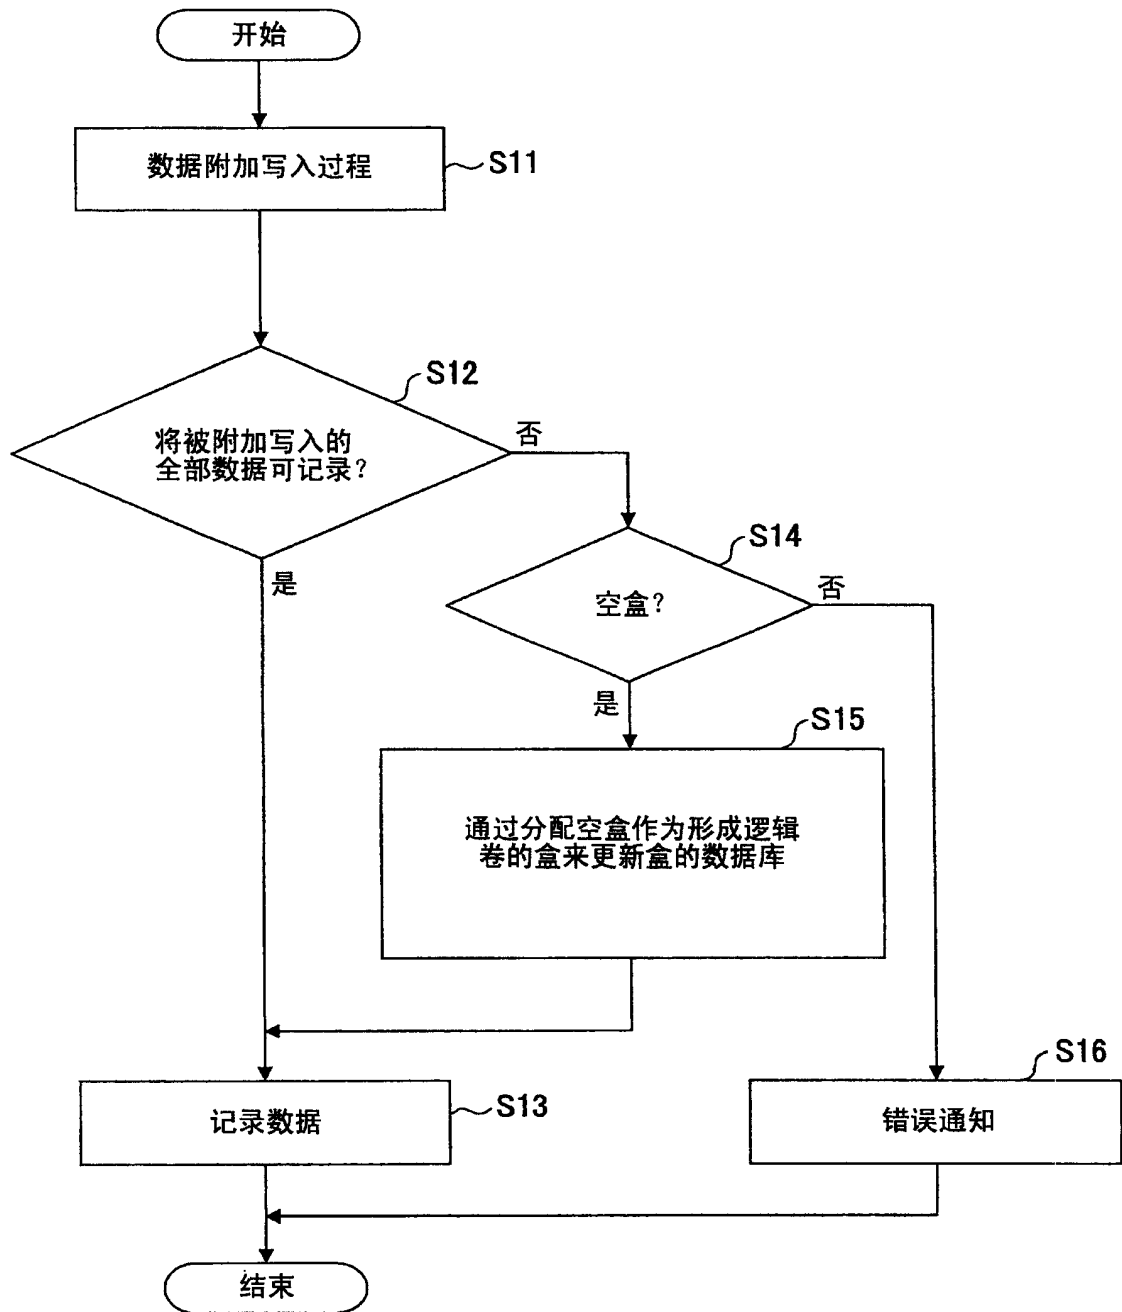 开始
数据附加写入过程
S11
S12
将被附加写入的
全部数据可记录?
否
是
S14
空盒?
否
是
S15
通过分配空盒作为形成逻辑
卷的盒来更新盒的数据库
S16
记录数据
S13
错误通知
结束